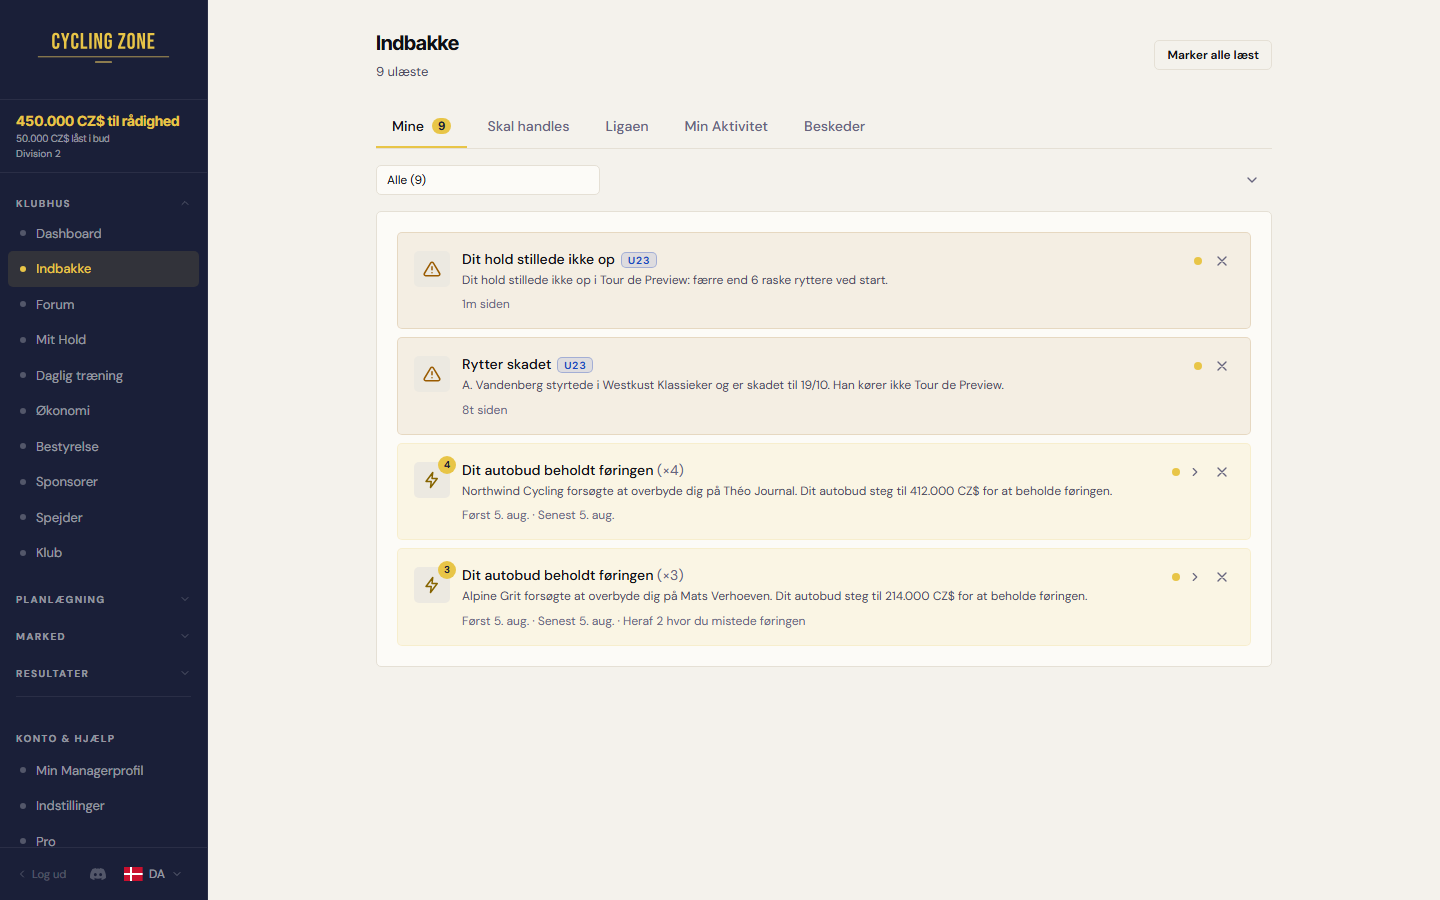 CYCLING ZONE
450.000 CZ$ til rådighed
50.000 CZ$ låst i bud
Division 2
KLUBHUS
Dashboard
Indbakke
Forum
Mit Hold
Daglig træning
Økonomi
Bestyrelse
Sponsorer
Spejder
Klub
PLANLÆGNING
MARKED
RESULTATER
KONTO & HJÆLP
Min Managerprofil
Indstillinger
Pro
Log ud
DA
Indbakke
9 ulæste
Marker alle læst
Mine 9
Skal handles
Ligaen
Min Aktivitet
Beskeder
Alle (9)
Dit hold stillede ikke op U23
Dit hold stillede ikke op i Tour de Preview: færre end 6 raske ryttere ved start.
1m siden
Rytter skadet U23
A. Vandenberg styrtede i Westkust Klassieker og er skadet til 19/10. Han kører ikke Tour de Preview.
8t siden
4
Dit autobud beholdt føringen (×4)
Northwind Cycling forsøgte at overbyde dig på Théo Journal. Dit autobud steg til 412.000 CZ$ for at beholde føringen.
Først 5. aug. · Senest 5. aug.
3
Dit autobud beholdt føringen (×3)
Alpine Grit forsøgte at overbyde dig på Mats Verhoeven. Dit autobud steg til 214.000 CZ$ for at beholde føringen.
Først 5. aug. · Senest 5. aug. · Heraf 2 hvor du mistede føringen